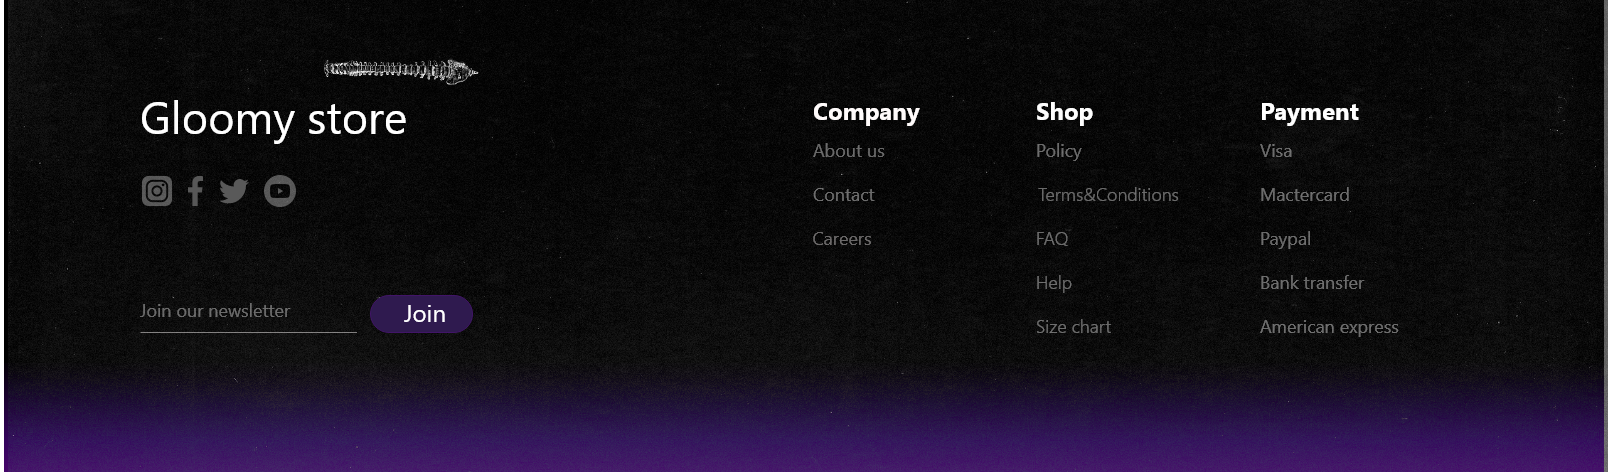 Gloomy store
Join our newsletter
Join
Company
About us
Contact
Careers
Shop
Policy
Terms&Conditions
FAQ
Help
Size chart
Payment
Visa
Mactercard
Paypal
Bank transfer
American express